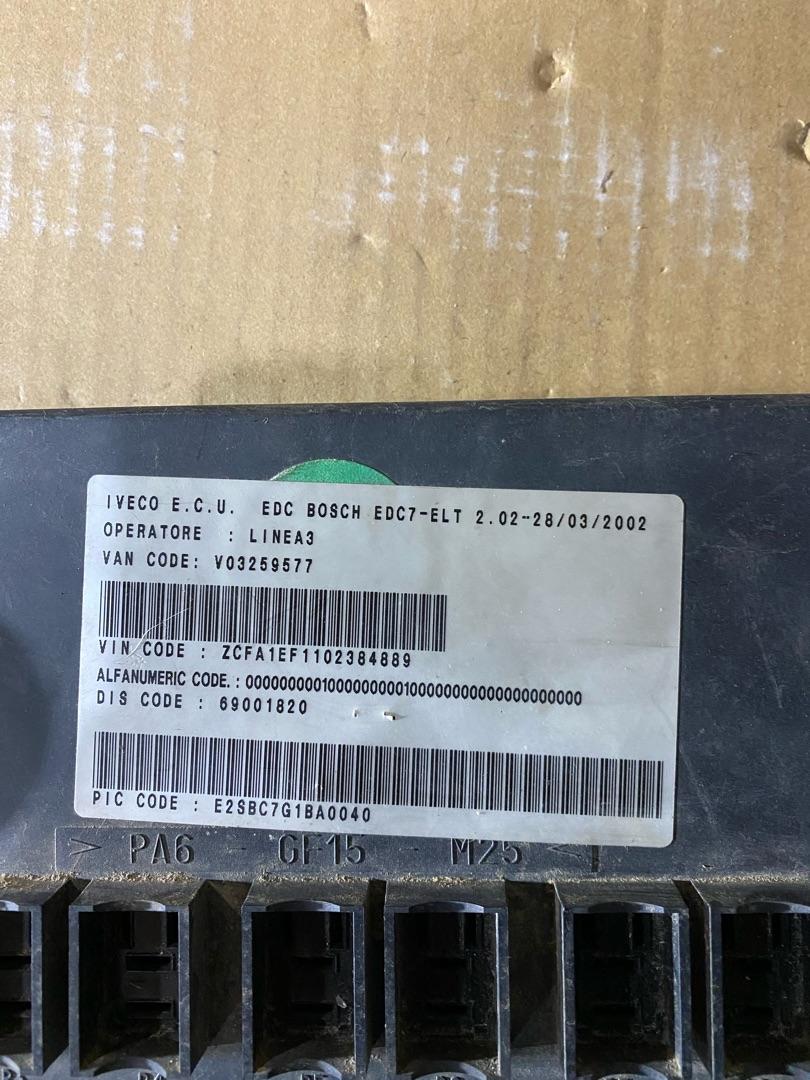 IVECO E.C.U. EDC BOSCH EDC7-ELT 2.02-28/03/2002
OPERATORE : LINEA3
VAN CODE: V03259577
VIN CODE : ZCFA1EF1102384889
ALFANUMERIC CODE. : 0000000001000000000100000000000000000000
DIS CODE : 69001820
PIC CODE : E2SBC7G1BA0040
> PA6 - GF15 - M25 <